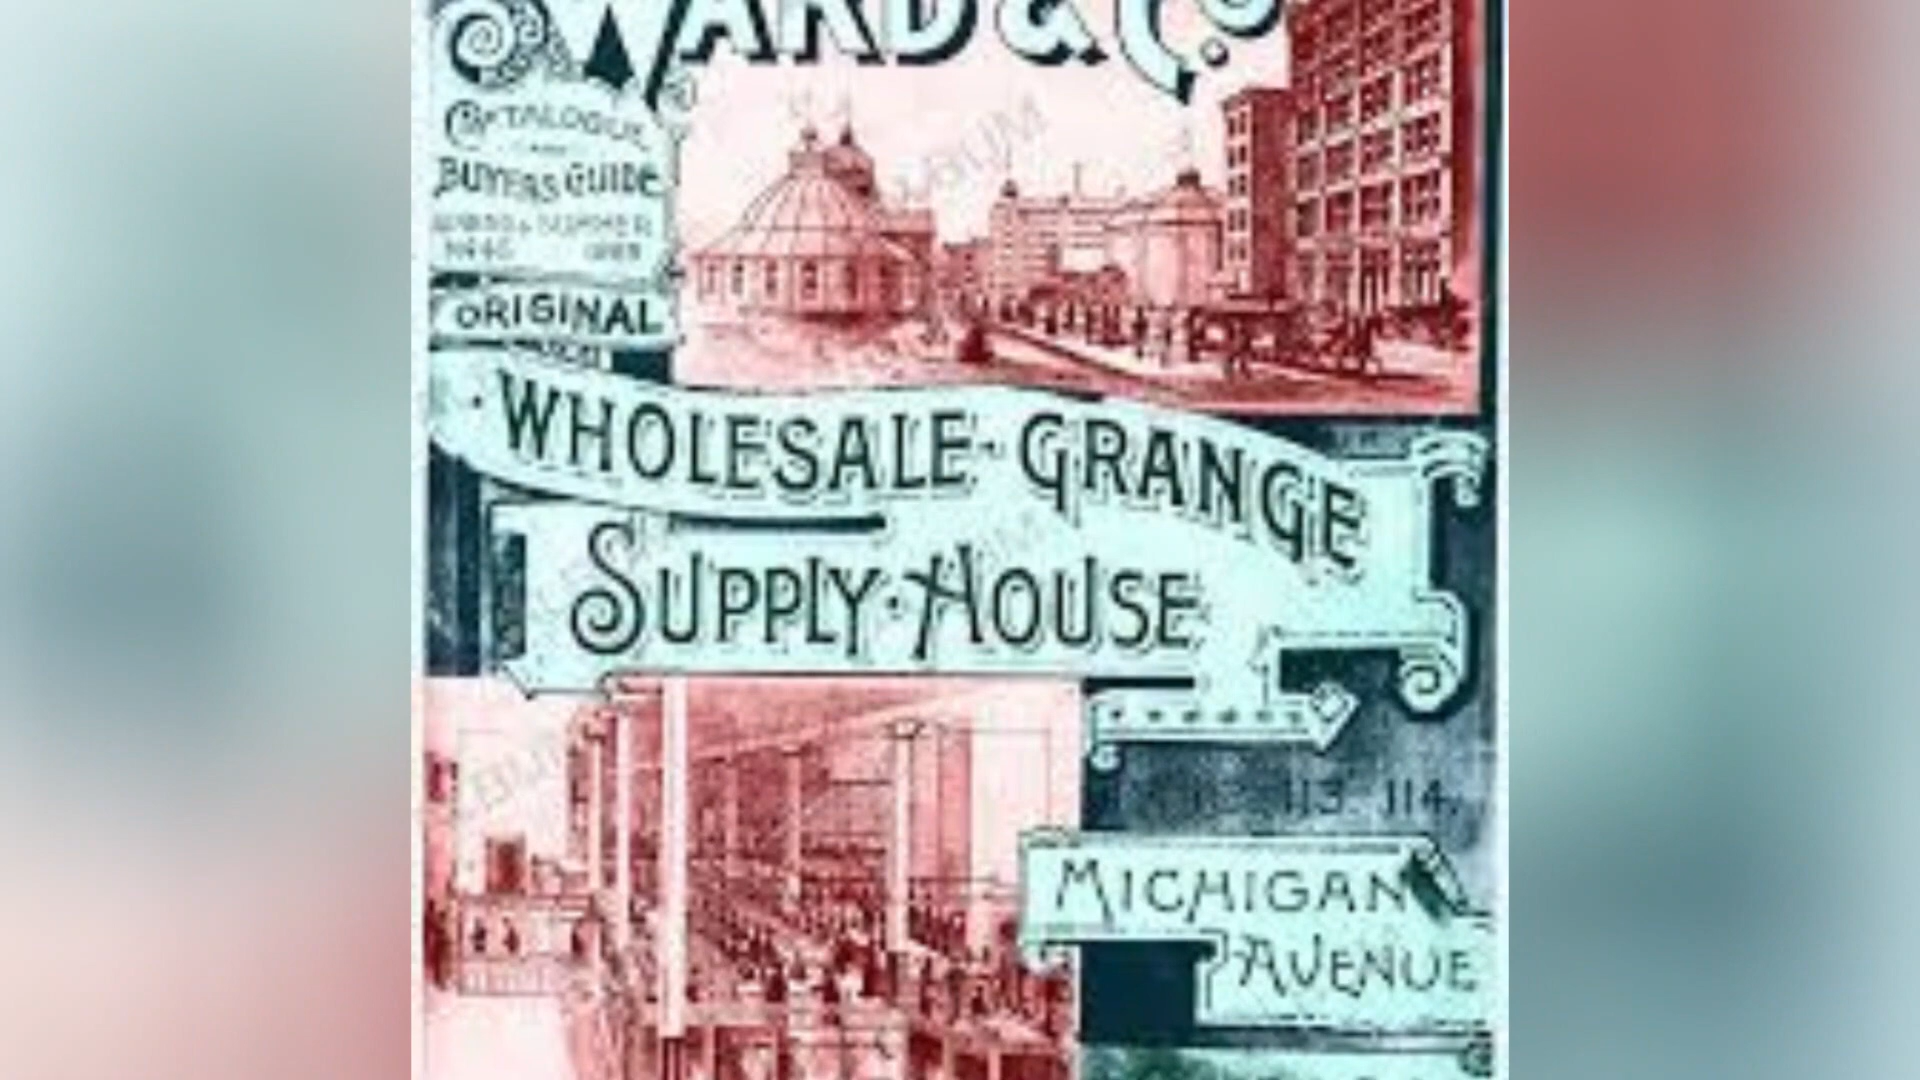 WARD & Co.
CATALOGUE
AND
BUYERS GUIDE
ORIGINAL
WHOLESALE·GRANGE
SUPPLY·HOUSE
113 114
MICHIGAN
AVENUE